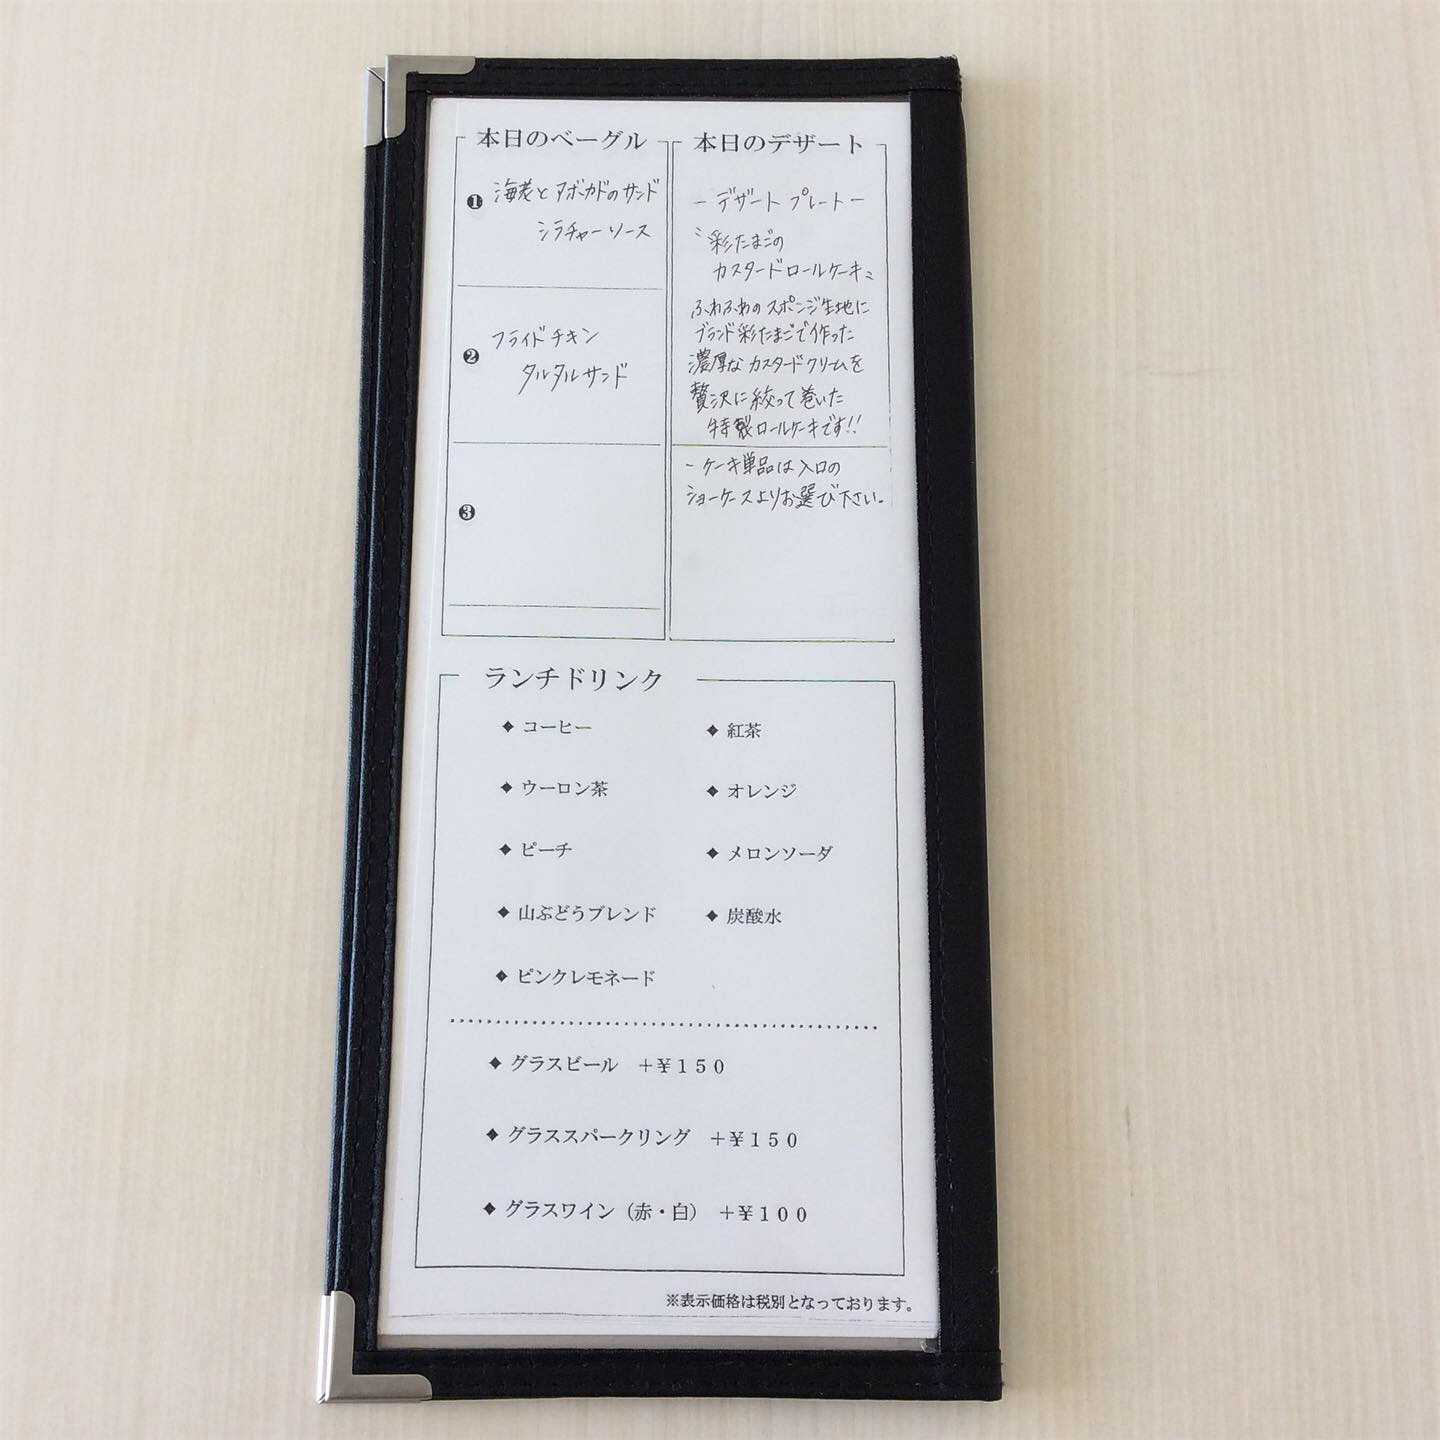 本日のベーグル
❶ 海老とアボカドのサンド
シラチャーソース
❷ フライドチキン
タルタルサンド
❸
本日のデザート
－デザートプレート－
彩たまごの
カスタードロールケーキ
ふわふわのスポンジ生地に
ブランド彩たまごで作った
濃厚なカスタードクリームを
贅沢に絞って巻いた
特製ロールケーキです!!
－ケーキ単品は入口の
ショーケースよりお選び下さい。
ランチドリンク
◆ コーヒー ◆ 紅茶
◆ ウーロン茶 ◆ オレンジ
◆ ピーチ ◆ メロンソーダ
◆ 山ぶどうブレンド ◆ 炭酸水
◆ ピンクレモネード
◆ グラスビール ＋￥１５０
◆ グラススパークリング ＋￥１５０
◆ グラスワイン（赤・白） ＋￥１００
※表示価格は税別となっております。